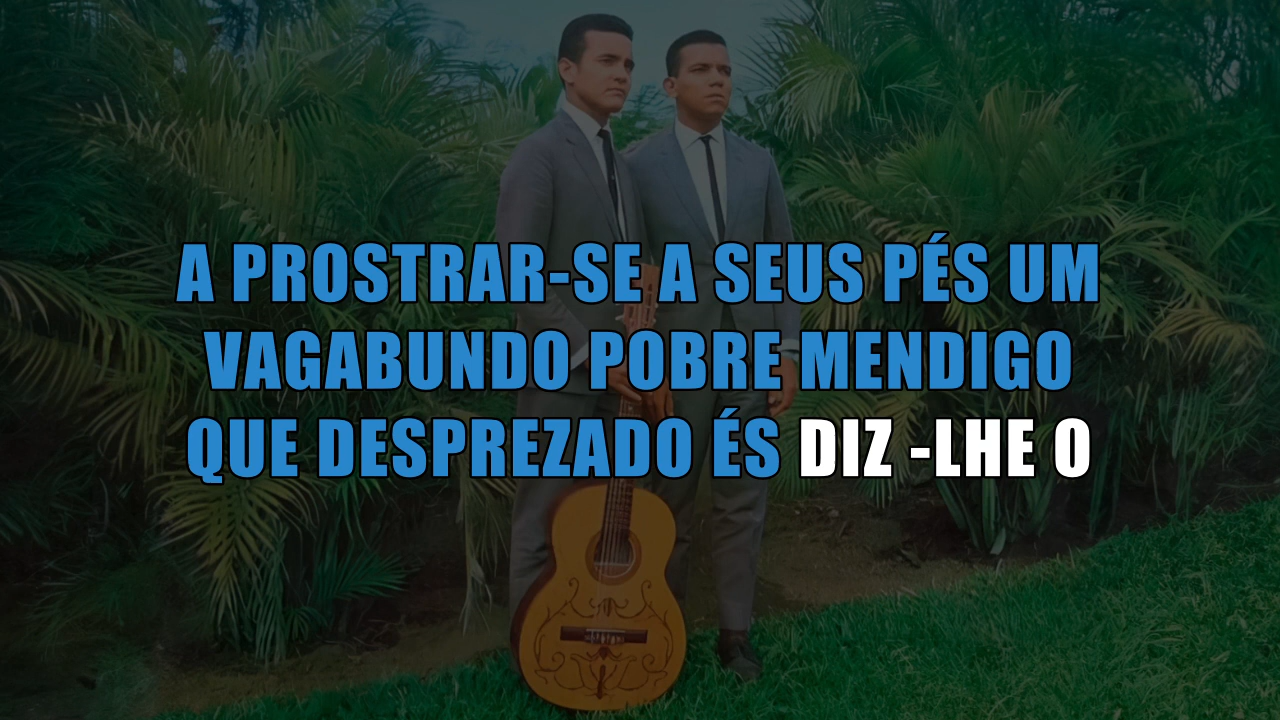 A PROSTRAR-SE A SEUS PÉS UM
VAGABUNDO POBRE MENDIGO
QUE DESPREZADO ÉS DIZ -LHE O